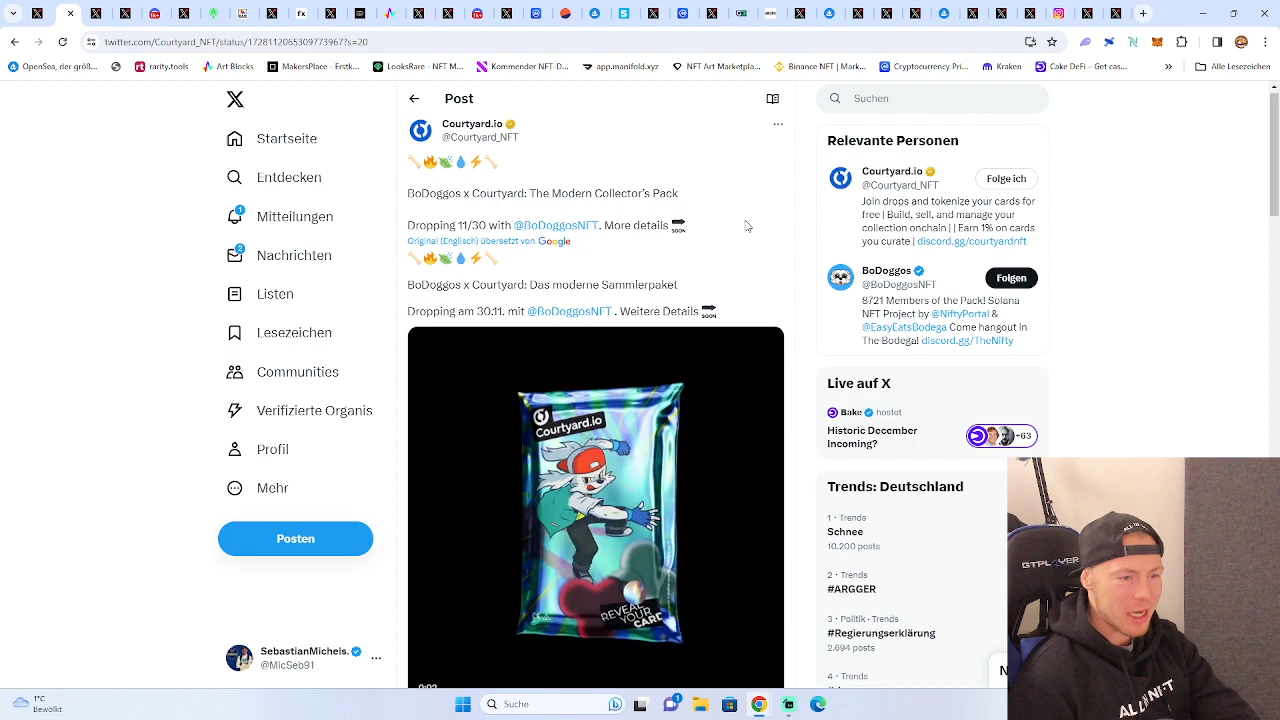 twitter.com/Courtyard_NFT/status/1728112065309773967?s=20
OpenSea, der größ...
rarity.tools
Art Blocks
MakersPlace - Erstk...
LooksRare - NFT M...
Kommender NFT-D...
app.manifold.xyz
NFT Art Marketpla...
Binance NFT | Mark...
Cryptocurrency Pri...
Kraken
Cake DeFi – Get cas...
Alle Lesezeichen
Startseite
Entdecken
1
Mitteilungen
2
Nachrichten
Listen
Lesezeichen
Communities
Verifizierte Organis
Profil
Mehr
Posten
SebastianMichels.
@MicSeb91
Post
Courtyard.io
@Courtyard_NFT
BoDoggos x Courtyard: The Modern Collector's Pack
Dropping 11/30 with @BoDoggosNFT. More details SOON
Original (Englisch) übersetzt von Google
BoDoggos x Courtyard: Das moderne Sammlerpaket
Dropping am 30.11. mit @BoDoggosNFT . Weitere Details SOON
Courtyard.io
REVEAL
YOUR
CARD
0:02
Suchen
Relevante Personen
Courtyard.io
@Courtyard_NFT
Folge ich
Join drops and tokenize your cards for
free | Build, sell, and manage your
collection onchain | | Earn 1% on cards
you curate | discord.gg/courtyardnft
BoDoggos
@BoDoggosNFT
Folgen
8721 Members of the Pack! Solana
NFT Project by @NiftyPortal &
@EasyEatsBodega Come hangout in
The Bodega! discord.gg/TheNifty
Live auf X
Bake hostet
Historic December
Incoming?
+63
Trends: Deutschland
1 · Trends
Schnee
10.200 posts
2 · Trends
#ARGGER
3 · Politik · Trends
#Regierungserklärung
2.694 posts
4 · Trends
N
GTPLAYER
1°C
Bewölkt
Suche
1